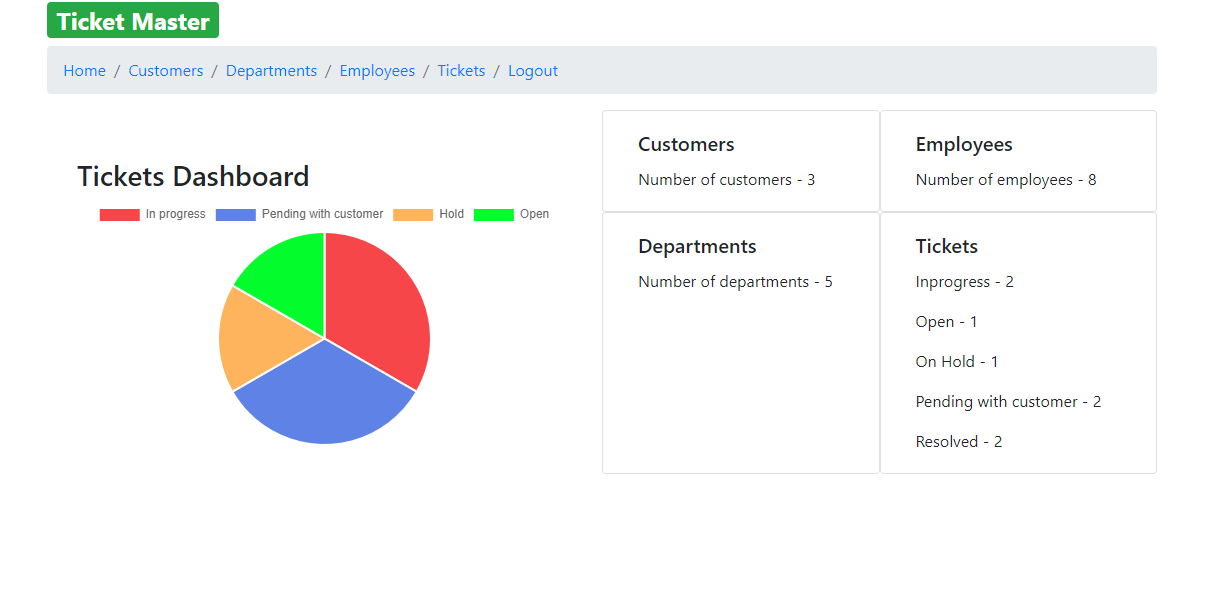 Ticket Master
Home / Customers / Departments / Employees / Tickets / Logout
Tickets Dashboard
In progress Pending with customer Hold Open
Customers
Number of customers - 3
Employees
Number of employees - 8
Departments
Number of departments - 5
Tickets
Inprogress - 2
Open - 1
On Hold - 1
Pending with customer - 2
Resolved - 2